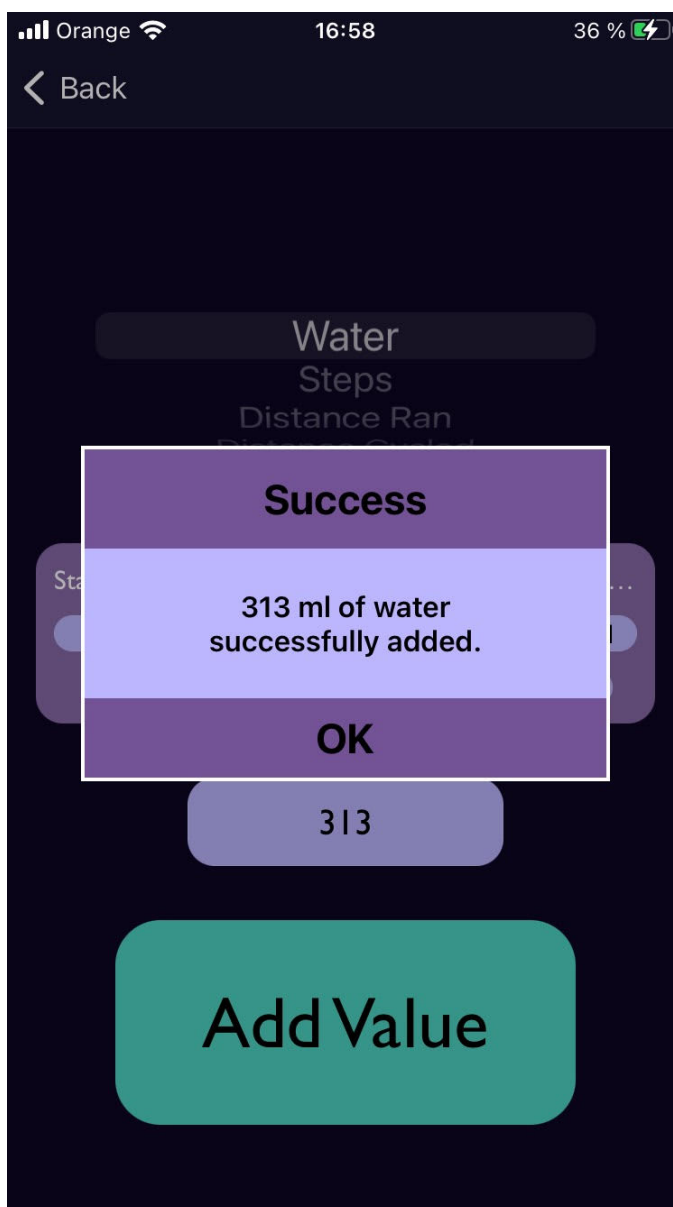 Orange 16:58 36 %
Back
Water
Steps
Distance Ran
Success
313 ml of water
successfully added.
OK
313
Add Value